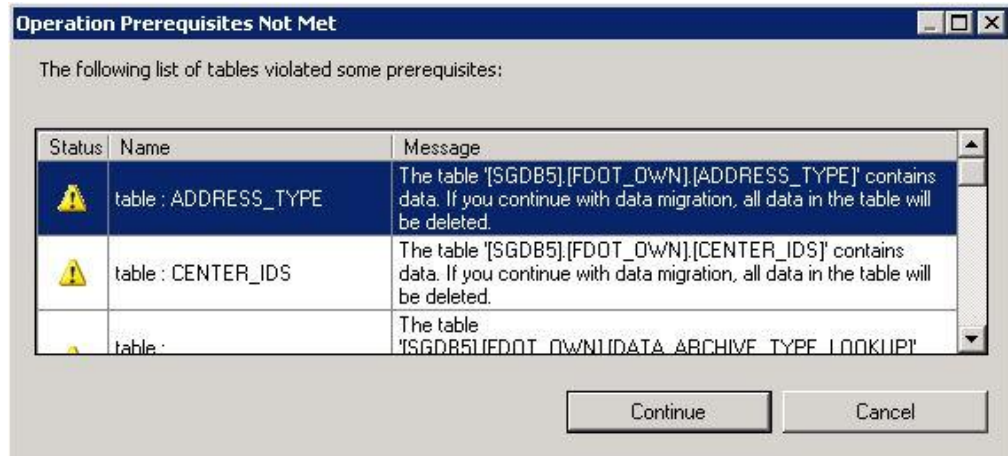 Operation Prerequisites Not Met
The following list of tables violated some prerequisites:
Status Name Message
table : ADDRESS_TYPE
The table '[SGDB5].[FDOT_OWN].[ADDRESS_TYPE]' contains
data. If you continue with data migration, all data in the table will
be deleted.
table : CENTER_IDS
The table '[SGDB5].[FDOT_OWN].[CENTER_IDS]' contains
data. If you continue with data migration, all data in the table will
be deleted.
table :
The table
'[SGDB5].[FDOT_OWN].[DATA_ARCHIVE_TYPE_LOOKUP]'
Continue Cancel